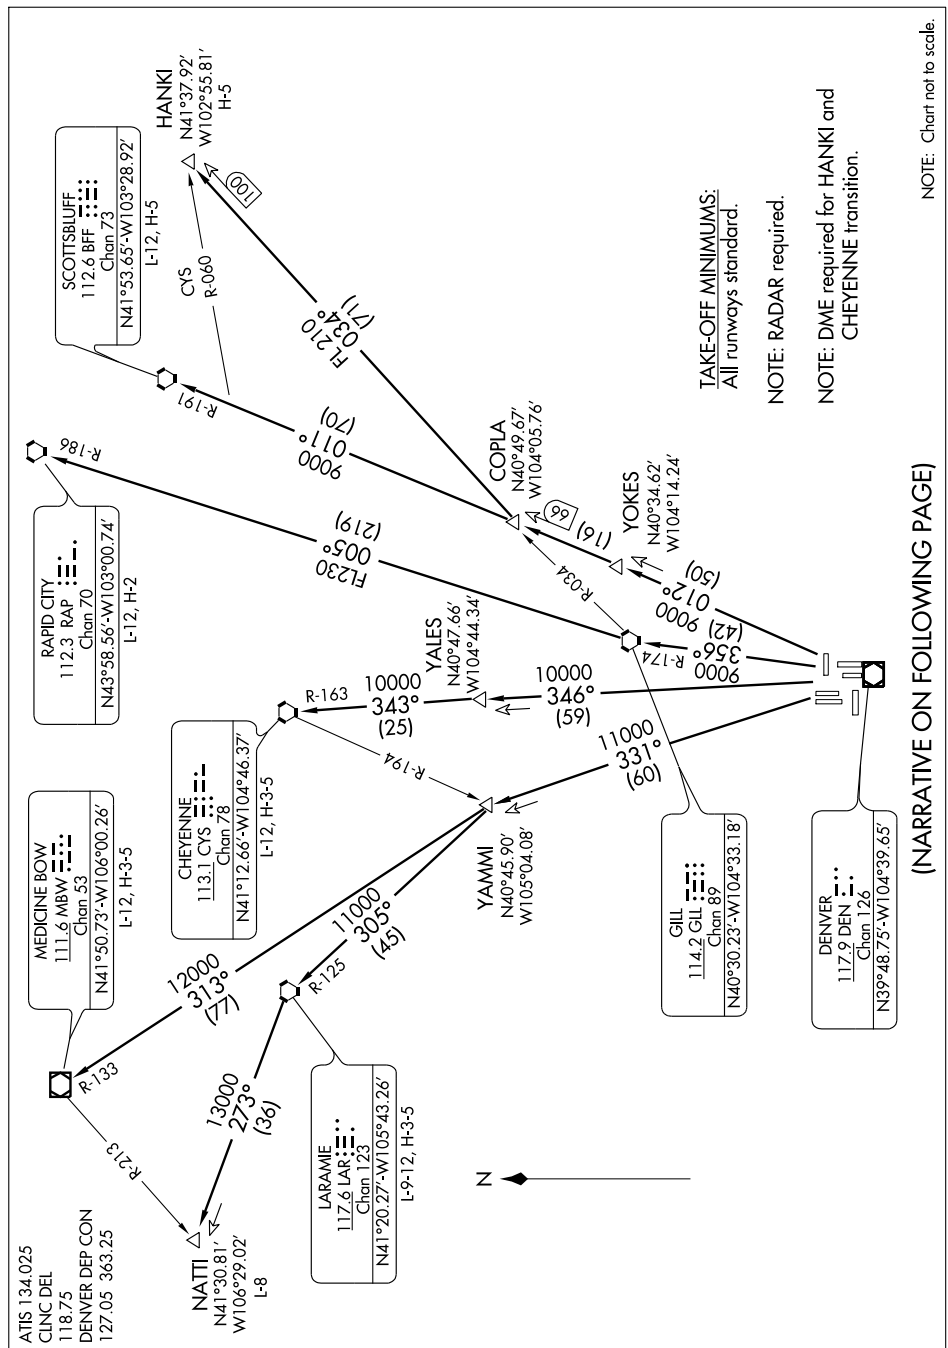 ATIS 134.025
CLNC DEL
118.75
DENVER DEP CON
127.05 363.25
NATTI
N41°30.81'
W106°29.02'
L-8
R-213
MEDICINE BOW
111.6 MBW
Chan 53
N41°50.73'-W106°00.26'
L-12, H-3-5
R-133
13000
273°
(36)
LARAMIE
117.6 LAR
Chan 123
N41°20.27'-W105°43.26'
L-9-12, H-3-5
R-125
12000
313°
(77)
11000
305°
(45)
CHEYENNE
113.1 CYS
Chan 78
N41°12.66'-W104°46.37'
L-12, H-3-5
R-194
R-163
YAMMI
N40°45.90'
W105°04.08'
10000
343°
(25)
YALES
N40°47.66'
W104°44.34'
11000
331°
(60)
10000
346°
(59)
RAPID CITY
112.3 RAP
Chan 70
N43°58.56'-W103°00.74'
L-12, H-2
R-186
FL230
005°
(219)
GILL
114.2 GLL
Chan 89
N40°30.23'-W104°33.18'
R-174
9000
356°
(42)
R-034
9000
012°
(50)
YOKES
N40°34.62'
W104°14.24'
(16)
66
COPLA
N40°49.67'
W104°05.76'
SCOTTSBLUFF
112.6 BFF
Chan 73
N41°53.65'-W103°28.92'
L-12, H-5
R-191
9000
011°
(70)
CYS
R-060
FL210
034°
(71)
100
HANKI
N41°37.92'
W102°55.81'
H-5
DENVER
117.9 DEN
Chan 126
N39°48.75'-W104°39.65'
N
TAKE-OFF MINIMUMS:
All runways standard.
NOTE: RADAR required.
NOTE: DME required for HANKI and
CHEYENNE transition.
(NARRATIVE ON FOLLOWING PAGE)
NOTE: Chart not to scale.